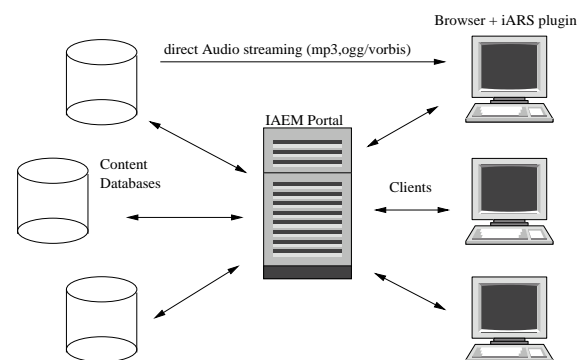 Browser + iARS plugin
direct Audio streaming (mp3,ogg/vorbis)
IAEM Portal
Content
Databases
Clients